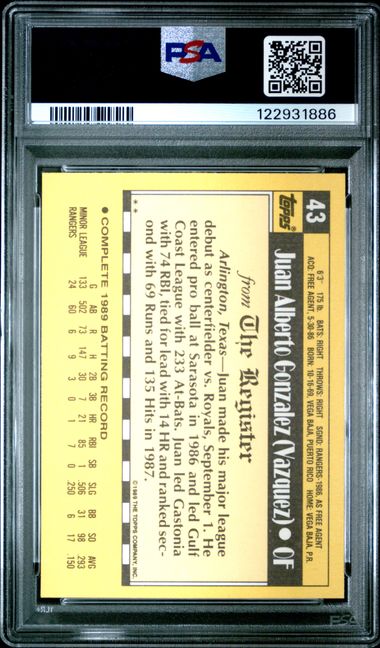 PSA
122931886
43
Topps®
Juan Alberto Gonzalez (Vazquez) • OF
6'3" 175 lb. BATS: RIGHT THROWS: RIGHT SGND: RANGERS-1986, AS FREE AGENT
ACQ: FREE AGENT, 5-30-86 BORN: 10-16-69, VEGA BAJA, PUERTO RICO HOME: VEGA BAJA, P.R.
from The Register
Arlington, Texas—Juan made his major league
debut as centerfielder vs. Royals, September 1. He
entered pro ball at Sarasota in 1986 and led Gulf
Coast League with 233 At-Bats. Juan led Gastonia
with 74 RBI, tied for lead with 14 HR and ranked sec-
ond with 69 Runs and 135 Hits in 1987.
** ©1989 THE TOPPS COMPANY, INC.
• COMPLETE 1989 BATTING RECORD
G AB R H 2B 3B HR RBI SB SLG BB SO AVG
MINOR LEAGUE 133 502 73 147 30 7 21 85 1 .506 31 98 .293
RANGERS 24 60 6 9 3 0 1 7 0 .250 6 17 .150